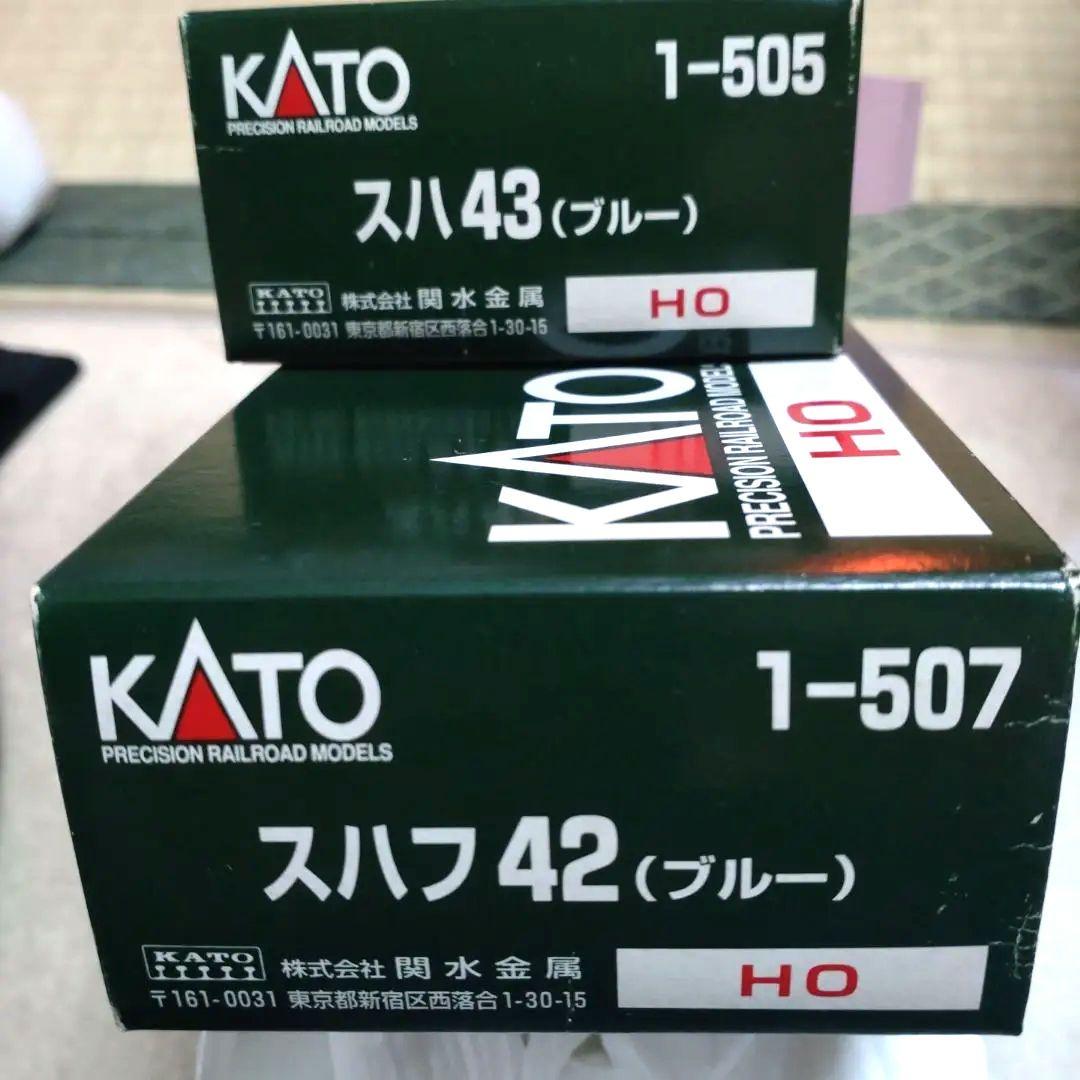 KATO
PRECISION RAILROAD MODELS
1-505
スハ43(ブルー)
KATO
株式会社 関水金属
HO
〒161-0031 東京都新宿区西落合1-30-15
KATO
PRECISION RAILROAD MODELS
HO
KATO
PRECISION RAILROAD MODELS
1-507
スハフ42(ブルー)
KATO
株式会社 関水金属
HO
〒161-0031 東京都新宿区西落合1-30-15